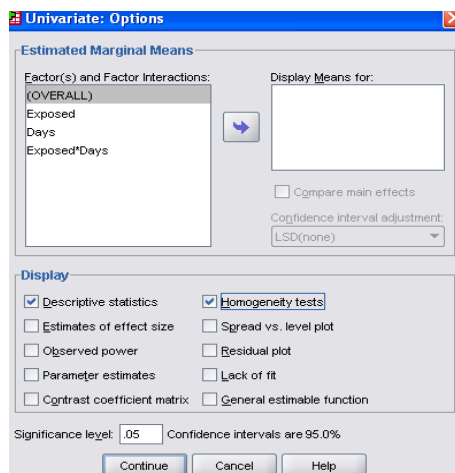 Univariate: Options
Estimated Marginal Means
Factor(s) and Factor Interactions:
(OVERALL)
Exposed
Days
Exposed*Days
Display Means for:
Compare main effects
Confidence interval adjustment:
LSD(none)
Display
Descriptive statistics
Homogeneity tests
Estimates of effect size
Spread vs. level plot
Observed power
Residual plot
Parameter estimates
Lack of fit
Contrast coefficient matrix
General estimable function
Significance level: .05 Confidence intervals are 95.0%
Continue Cancel Help